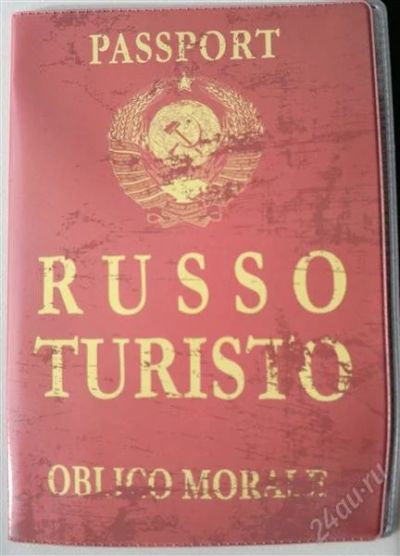 PASSPORT
RUSSO
TURISTO
OBLICO MORALE
24au.ru